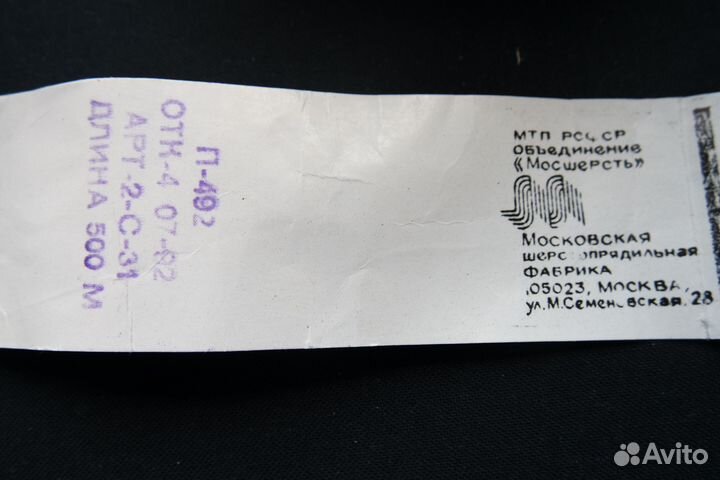 П-492
ОТК-4 07-92
АРТ-2-С-31
ДЛИНА 500 М
МТП РСФСР
ОБЪЕДИНЕНИЕ
«МОСШЕРСТЬ»
МОСКОВСКАЯ
ШЕРСТОПРЯДИЛЬНАЯ
ФАБРИКА
105023, МОСКВА,
ул.М.Семеновская, 28
Avito